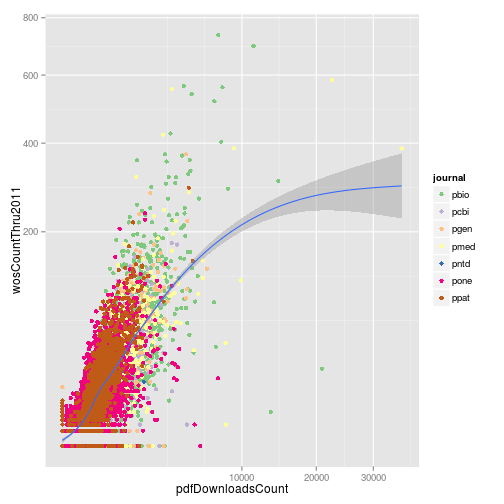 800
600
400
200
wosCountThru2011
10000 20000 30000
pdfDownloadsCount
journal
pbio
pcbi
pgen
pmed
pntd
pone
ppat